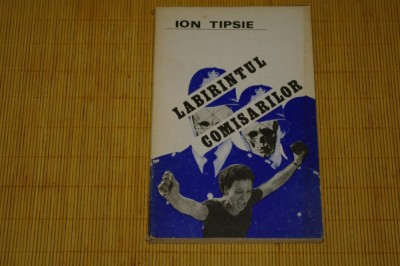 ION TIPSIE
LABIRINTUL
COMISARILOR